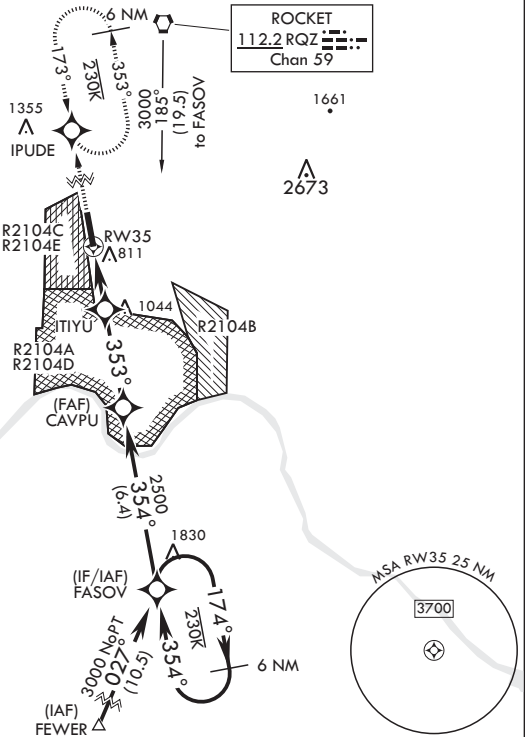 6 NM
ROCKET
112.2 RQZ
Chan 59
173°
230K
353°
3000
185°
(19.5)
to FASOV
1355
IPUDE
1661
2673
R2104C
R2104E
RW35
811
1044
ITIYU
R2104B
R2104A
R2104D
353°
(FAF)
CAVPU
2500
354°
(6.4)
1830
(IF/IAF)
FASOV
174°
230K
354°
6 NM
3000 NoPT
027°
(10.5)
(IAF)
FEWER
MSA RW35 25 NM
3700